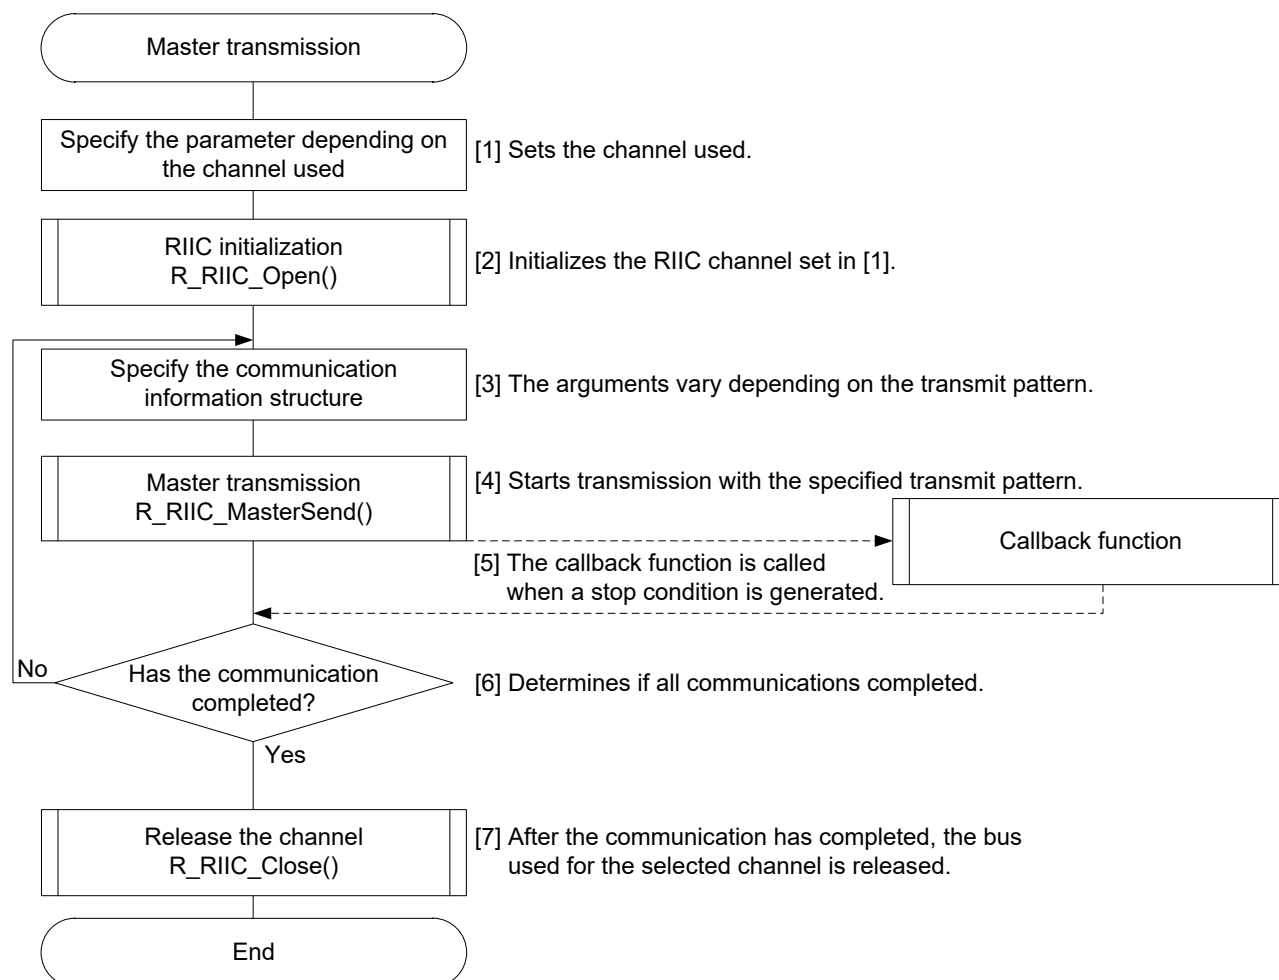 Master transmission
Specify the parameter depending on
the channel used
[1] Sets the channel used.
RIIC initialization
R_RIIC_Open()
[2] Initializes the RIIC channel set in [1].
Specify the communication
information structure
[3] The arguments vary depending on the transmit pattern.
Master transmission
R_RIIC_MasterSend()
[4] Starts transmission with the specified transmit pattern.
Callback function
[5] The callback function is called
when a stop condition is generated.
No
Has the communication
completed?
[6] Determines if all communications completed.
Yes
Release the channel
R_RIIC_Close()
[7] After the communication has completed, the bus
used for the selected channel is released.
End